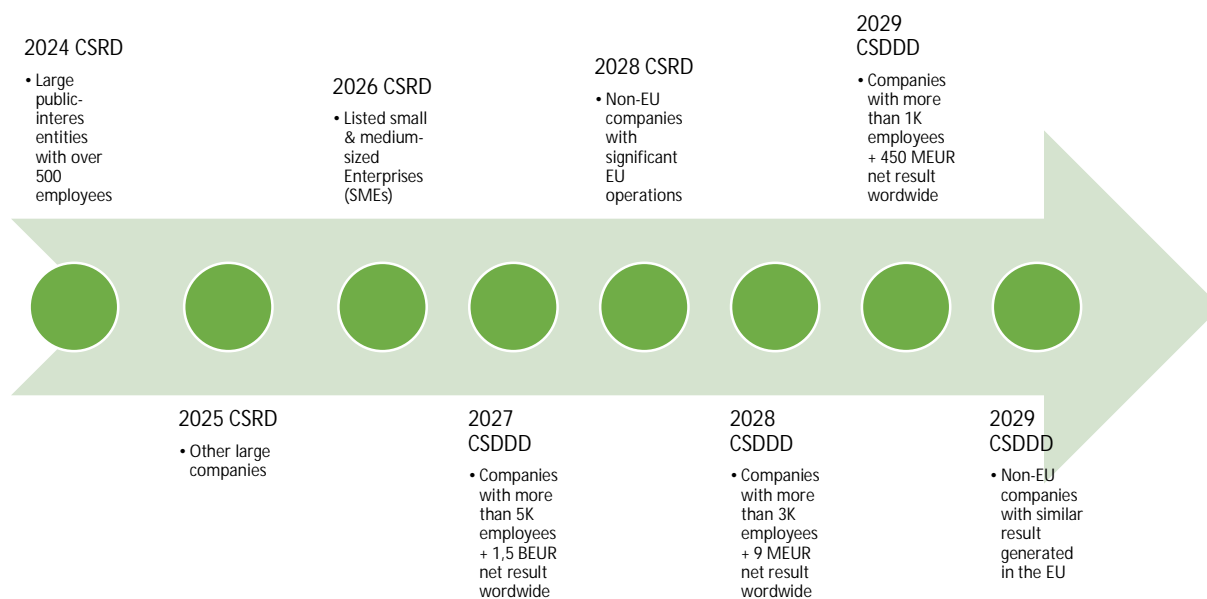 2024 CSRD
• Large
public-
interes
entities
with over
500
employees
2025 CSRD
• Other large
companies
2026 CSRD
• Listed small
& medium-
sized
Enterprises
(SMEs)
2027
CSDDD
• Companies
with more
than 5K
employees
+ 1,5 BEUR
net result
wordwide
2028 CSRD
• Non-EU
companies
with
significant
EU
operations
2028
CSDDD
• Companies
with more
than 3K
employees
+ 9 MEUR
net result
wordwide
2029
CSDDD
• Companies
with more
than 1K
employees
+ 450 MEUR
net result
wordwide
2029
CSDDD
• Non-EU
companies
with similar
result
generated
in the EU